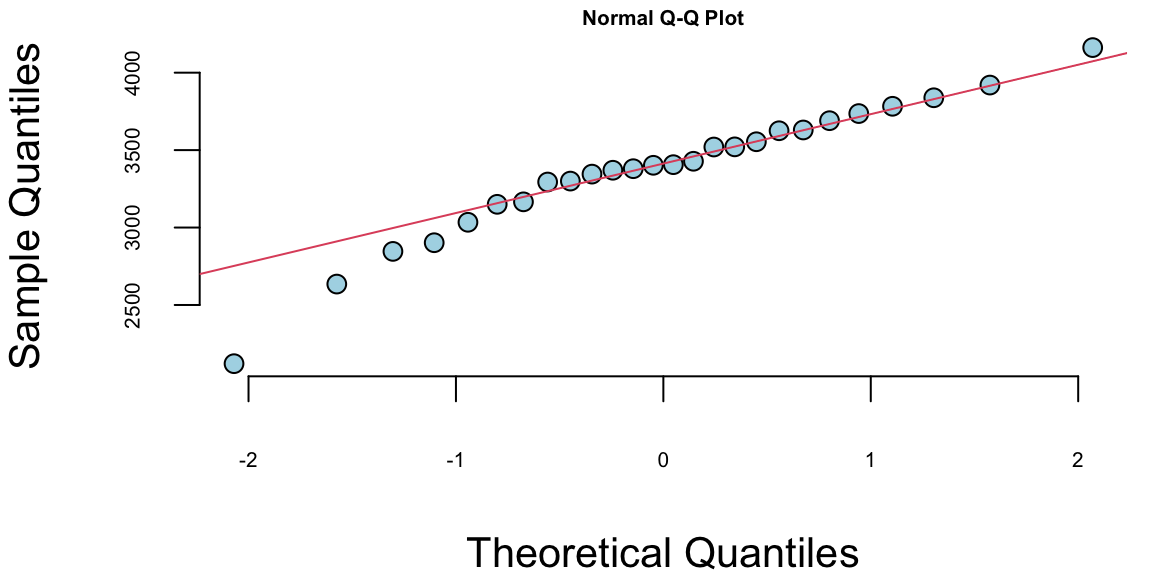 Normal Q-Q Plot
Sample Quantiles
4000
3500
3000
2500
-2 -1 0 1 2
Theoretical Quantiles